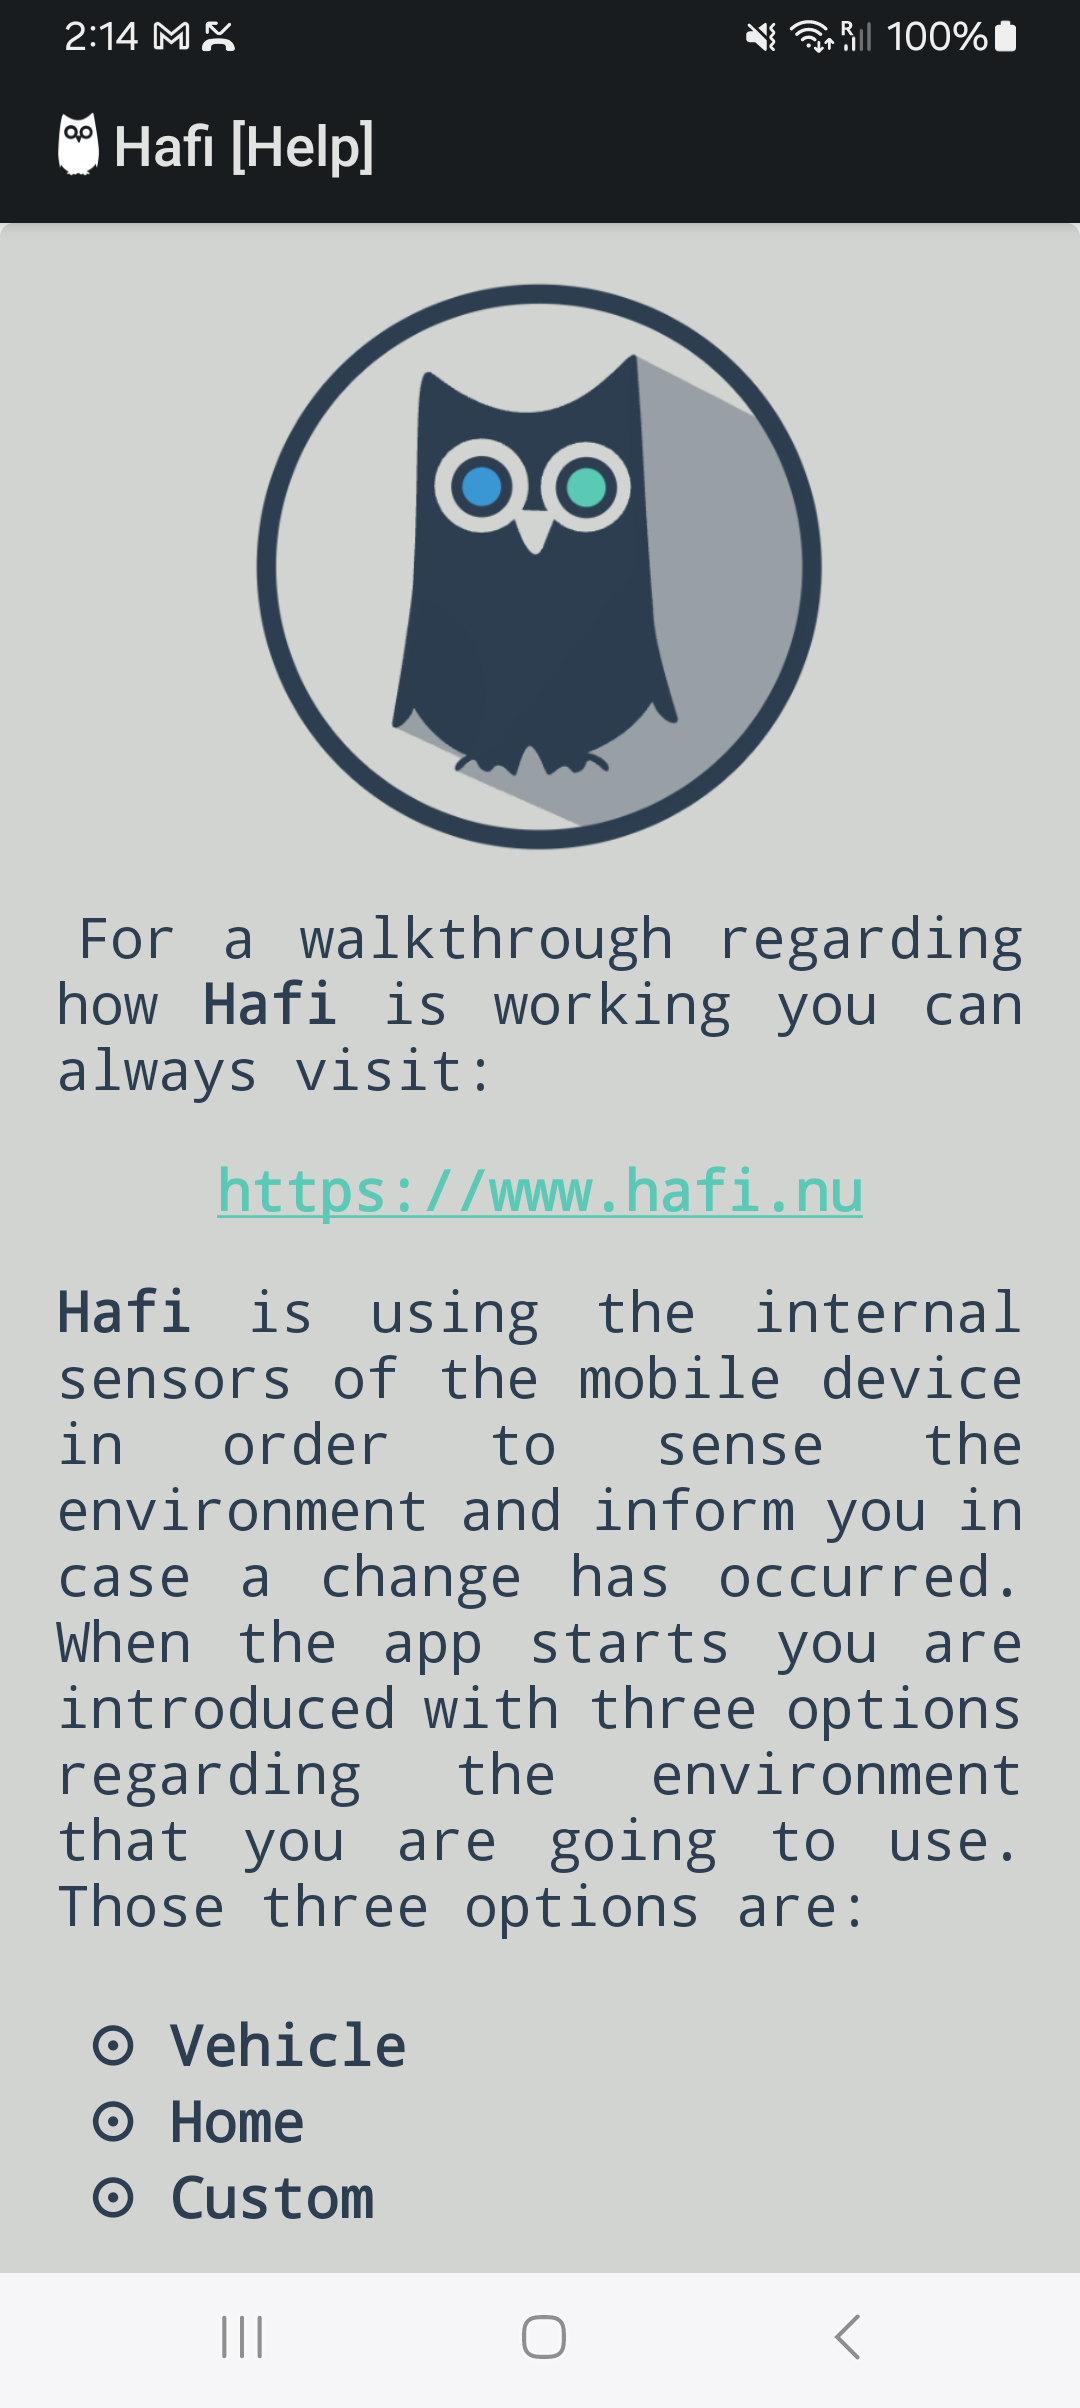 2:14 R 100%
Hafi [Help]
For a walkthrough regarding
how Hafi is working you can
always visit:
https://www.hafi.nu
Hafi is using the internal
sensors of the mobile device
in order to sense the
environment and inform you in
case a change has occurred.
When the app starts you are
introduced with three options
regarding the environment
that you are going to use.
Those three options are:
Vehicle
Home
Custom